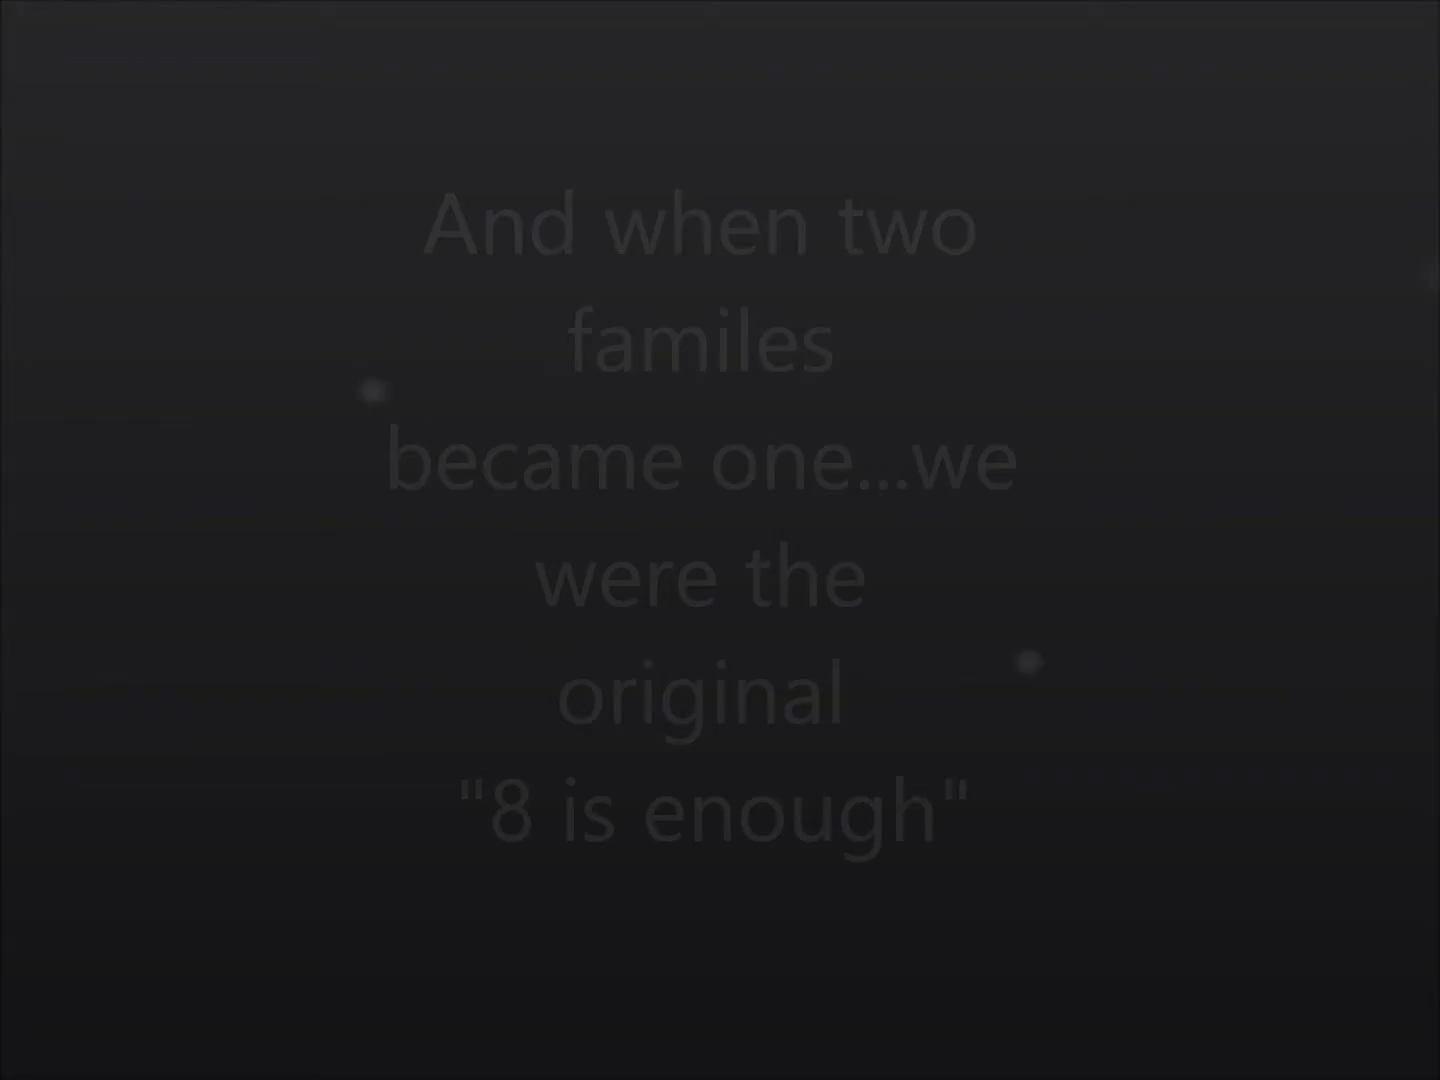 And when two
familes
became one...we
were the
original
"8 is enough"